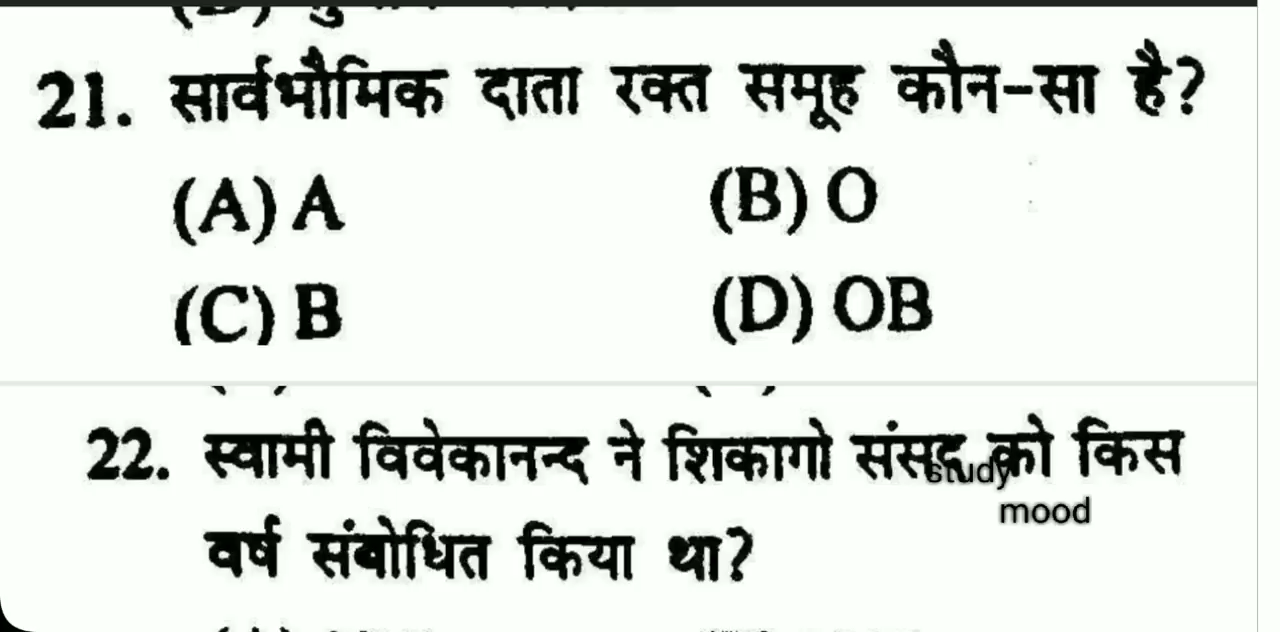 21. सार्वभौमिक दाता रक्त समूह कौन-सा है?
(A) A (B) O
(C) B (D) OB
22. स्वामी विवेकानन्द ने शिकागो संसद को किस
study
mood
वर्ष संबोधित किया था?